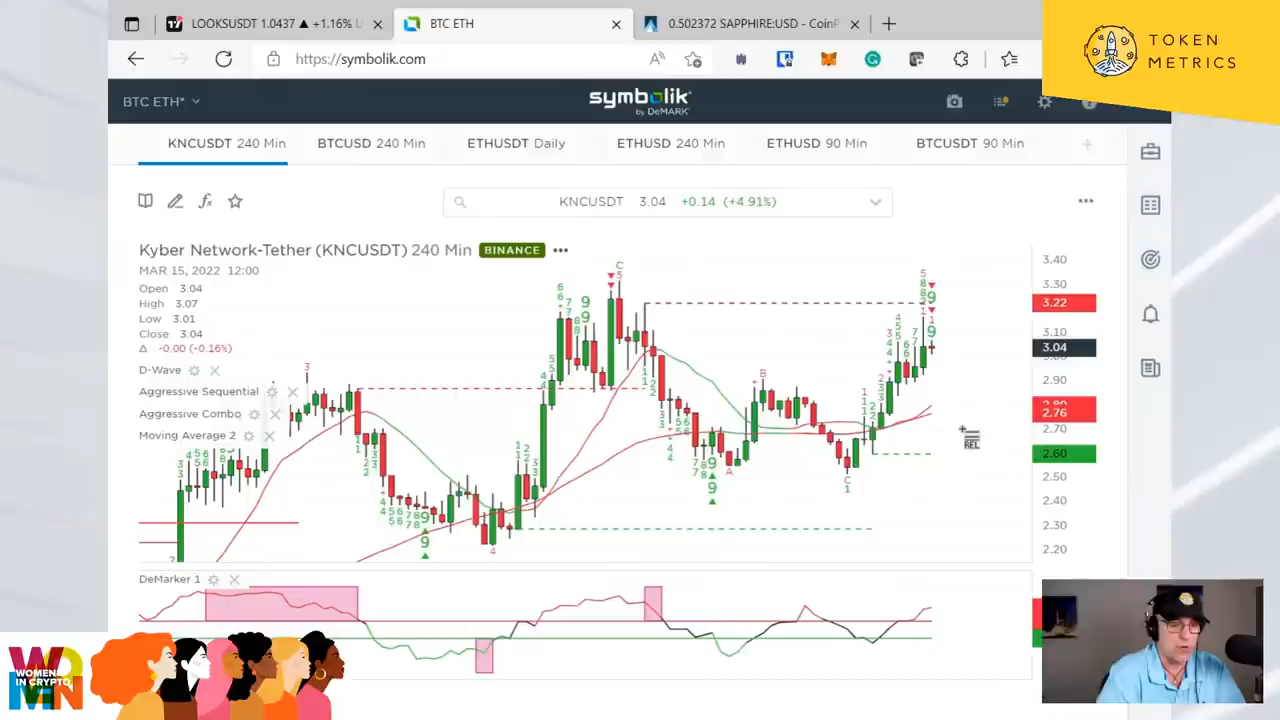 LOOKSUSDT 1.0437 ▲ +1.16% U
BTC ETH
0.502372 SAPPHIRE:USD - CoinP
TOKEN
METRICS
https://symbolik.com
BTC ETH*
symbolik
by DeMARK
KNCUSDT 240 Min
BTCUSD 240 Min
ETHUSDT Daily
ETHUSD 240 Min
ETHUSD 90 Min
BTCUSDT 90 Min
KNCUSDT 3.04 +0.14 (+4.91%)
Kyber Network-Tether (KNCUSDT) 240 Min BINANCE
MAR 15, 2022 12:00
Open 3.04
High 3.07
Low 3.01
Close 3.04
Δ -0.00 (-0.16%)
D-Wave
Aggressive Sequential
Aggressive Combo
Moving Average 2
3.40
3.30
3.22
3.10
3.04
2.90
2.76
2.70
2.60
2.50
2.40
2.30
2.20
REL
DeMarker 1
WOMEN
IN CRYPTO